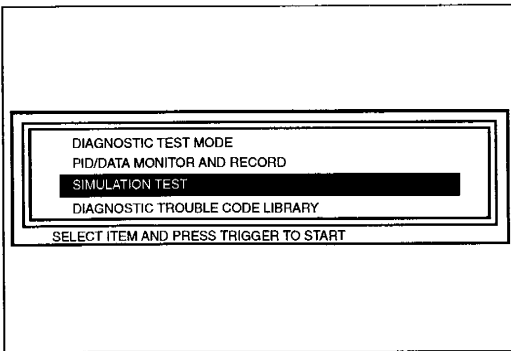 DIAGNOSTIC TEST MODE
PID/DATA MONITOR AND RECORD
SIMULATION TEST
DIAGNOSTIC TROUBLE CODE LIBRARY
SELECT ITEM AND PRESS TRIGGER TO START